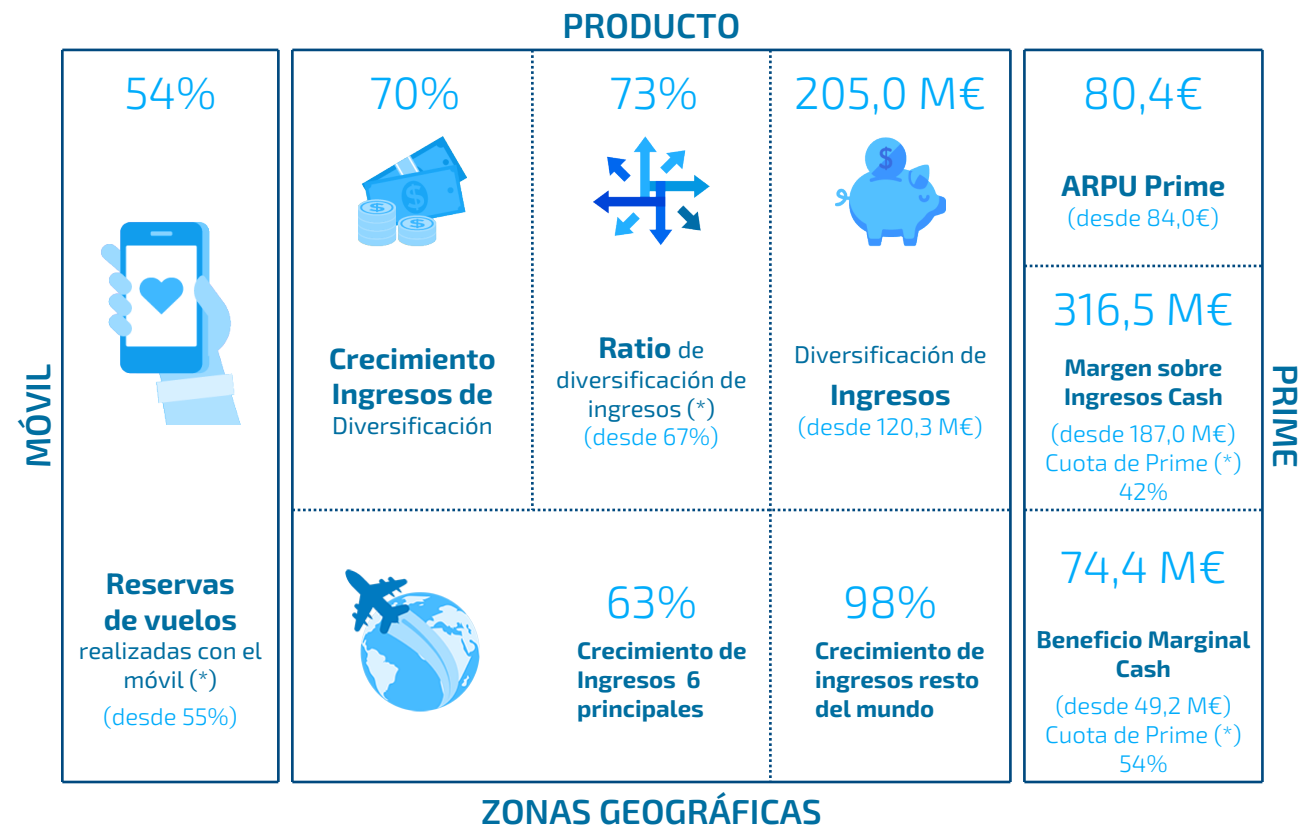 PRODUCTO
MÓVIL
54%
Reservas
de vuelos
realizadas con el
móvil (*)
(desde 55%)
70%
Crecimiento
Ingresos de
Diversificación
73%
Ratio de
diversificación de
ingresos (*)
(desde 67%)
205,0 M€
$
Diversificación de
Ingresos
(desde 120,3 M€)
63%
Crecimiento de
Ingresos 6
principales
98%
Crecimiento de
ingresos resto
del mundo
ZONAS GEOGRÁFICAS
80,4€
ARPU Prime
(desde 84,0€)
316,5 M€
Margen sobre
Ingresos Cash
(desde 187,0 M€)
Cuota de Prime (*)
42%
74,4 M€
Beneficio Marginal
Cash
(desde 49,2 M€)
Cuota de Prime (*)
54%
PRIME